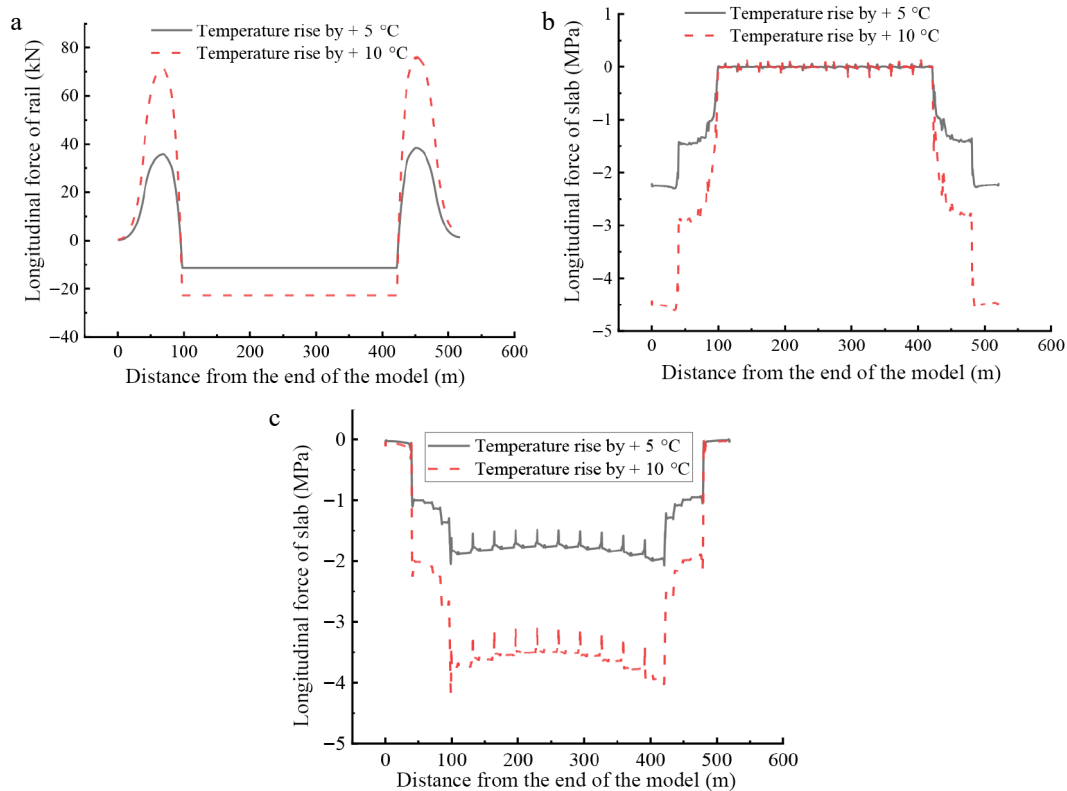 a
Temperature rise by + 5 °C
Temperature rise by + 10 °C
Longitudinal force of rail (kN)
80
60
40
20
0
−20
−40
0 100 200 300 400 500 600
Distance from the end of the model (m)
b
Temperature rise by + 5 °C
Temperature rise by + 10 °C
Longitudinal force of slab (MPa)
1
0
−1
−2
−3
−4
−5
0 100 200 300 400 500 600
Distance from the end of the model (m)
c
Temperature rise by + 5 °C
Temperature rise by + 10 °C
Longitudinal force of slab (MPa)
0
−1
−2
−3
−4
−5
0 100 200 300 400 500 600
Distance from the end of the model (m)